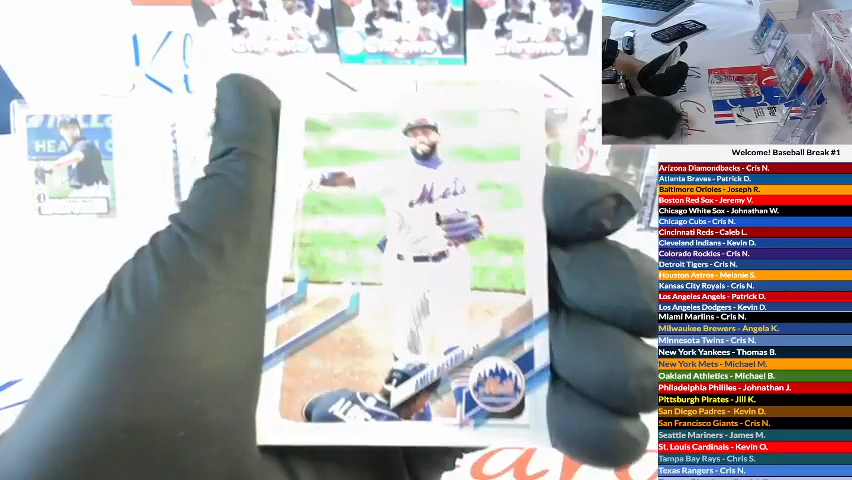 Welcome! Baseball Break #1
Arizona Diamondbacks - Cris N.
Atlanta Braves - Patrick D.
Baltimore Orioles - Joseph R.
Boston Red Sox - Jeremy V.
Chicago White Sox - Johnathan W.
Chicago Cubs - Cris N.
Cincinnati Reds - Caleb L.
Cleveland Indians - Kevin D.
Colorado Rockies - Cris N.
Detroit Tigers - Cris N.
Houston Astros - Melanie S.
Kansas City Royals - Cris N.
Los Angeles Angels - Patrick D.
Los Angeles Dodgers - Kevin D.
Miami Marlins - Cris N.
Milwaukee Brewers - Angela K.
Minnesota Twins - Cris N.
New York Yankees - Thomas B.
New York Mets - Michael M.
Oakland Athletics - Michael B.
Philadelphia Phillies - Johnathan J.
Pittsburgh Pirates - Jill K.
San Diego Padres - Kevin D.
San Francisco Giants - Cris N.
Seattle Mariners - James M.
St. Louis Cardinals - Kevin O.
Tampa Bay Rays - Chris S.
Texas Rangers - Cris N.
Mets